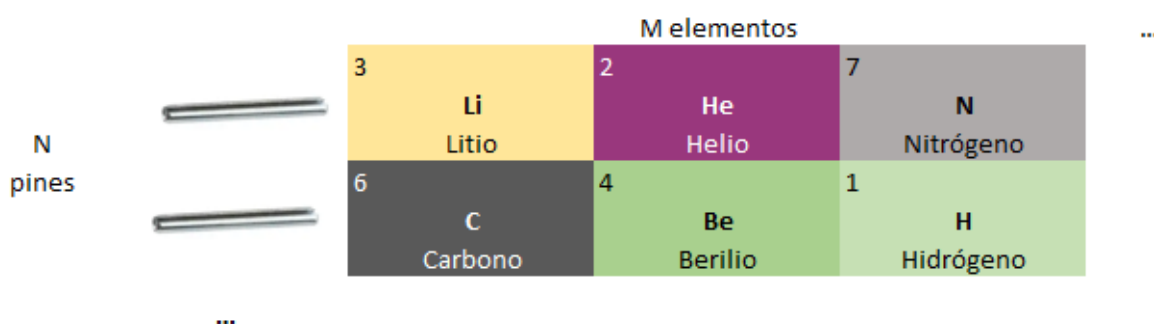 M elementos ...
3 2 7
Li He N
Litio Helio Nitrógeno
N
pines
6 4 1
C Be H
Carbono Berilio Hidrógeno
...